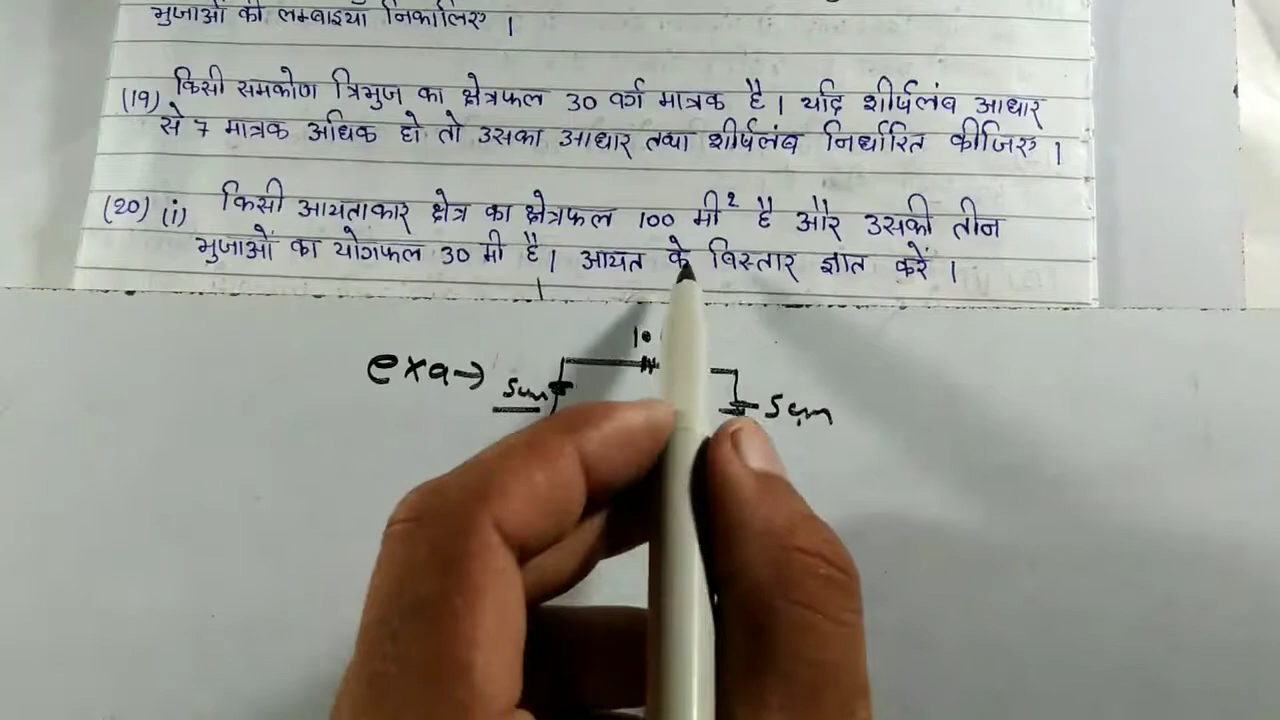 भुजाओं की लम्बाइया निकालिए ।
(19) किसी समकोण त्रिभुज का क्षेत्रफल 30 वर्ग मात्रक है । यदि शीर्षलंब आधार
से 7 मात्रक अधिक हो तो उसका आधार तथा शीर्षलंब निर्धारित कीजिए ।
(20) (i) किसी आयताकार क्षेत्र का क्षेत्रफल 100 मी² है और उसकी तीन
भुजाओं का योगफल 30 मी है । आयत के विस्तार ज्ञात करें ।
10
exa→ 5cm 5cm